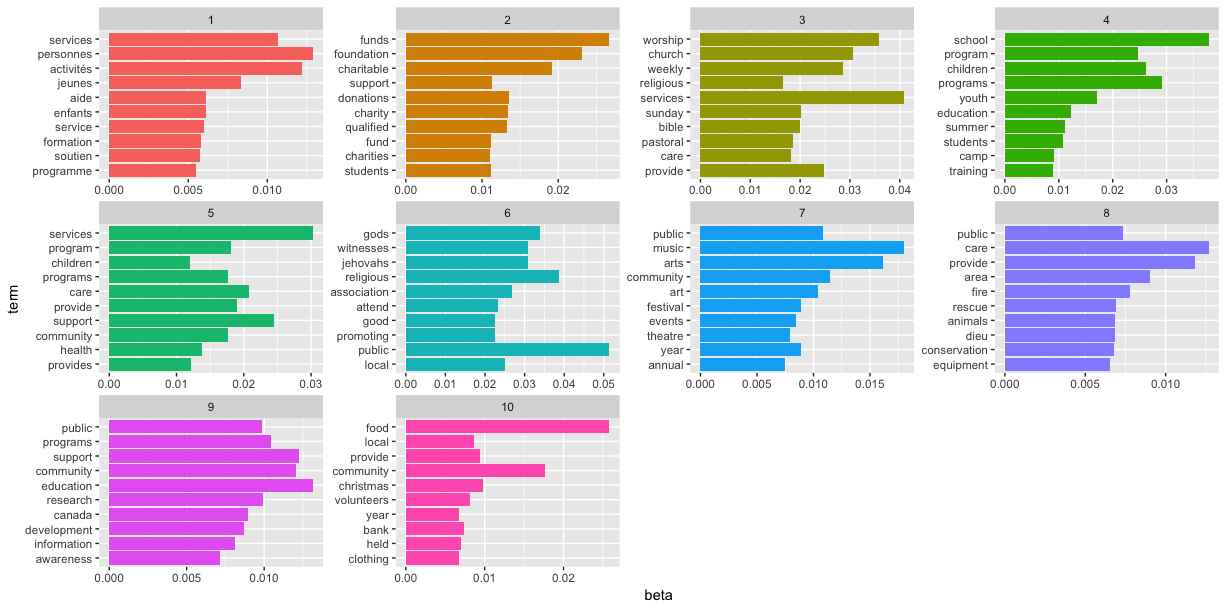 1
2
3
4
services
personnes
activités
jeunes
aide
enfants
service
formation
soutien
programme
0.000 0.005 0.010
funds
foundation
charitable
support
donations
charity
qualified
fund
charities
students
0.00 0.01 0.02
worship
church
weekly
religious
services
sunday
bible
pastoral
care
provide
0.00 0.01 0.02 0.03 0.04
school
program
children
programs
youth
education
summer
students
camp
training
0.00 0.01 0.02 0.03
5
6
7
8
services
program
children
programs
care
provide
support
community
health
provides
0.00 0.01 0.02 0.03
gods
witnesses
jehovahs
religious
association
attend
good
promoting
public
local
0.00 0.01 0.02 0.03 0.04 0.05
public
music
arts
community
art
festival
events
theatre
year
annual
0.000 0.005 0.010 0.015
public
care
provide
area
fire
rescue
animals
dieu
conservation
equipment
0.000 0.005 0.010
9
10
public
programs
support
community
education
research
canada
development
information
awareness
0.000 0.005 0.010
food
local
provide
community
christmas
volunteers
year
bank
held
clothing
0.00 0.01 0.02
term
beta